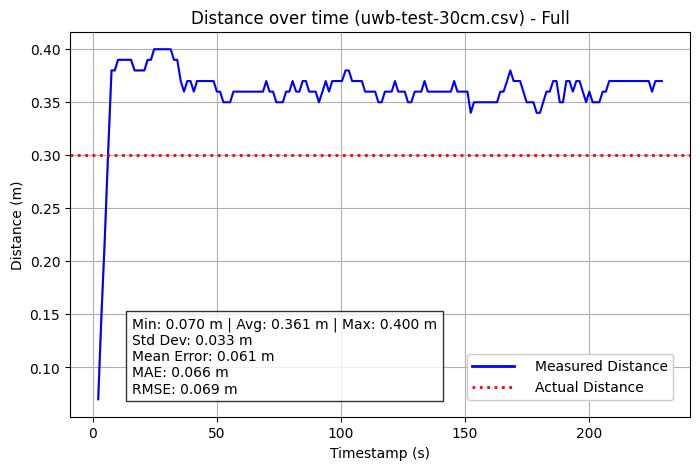 Distance over time (uwb-test-30cm.csv) - Full
Distance (m)
0.40
0.35
0.30
0.25
0.20
0.15
0.10
Min: 0.070 m | Avg: 0.361 m | Max: 0.400 m
Std Dev: 0.033 m
Mean Error: 0.061 m
MAE: 0.066 m
RMSE: 0.069 m
Measured Distance
Actual Distance
0 50 100 150 200
Timestamp (s)